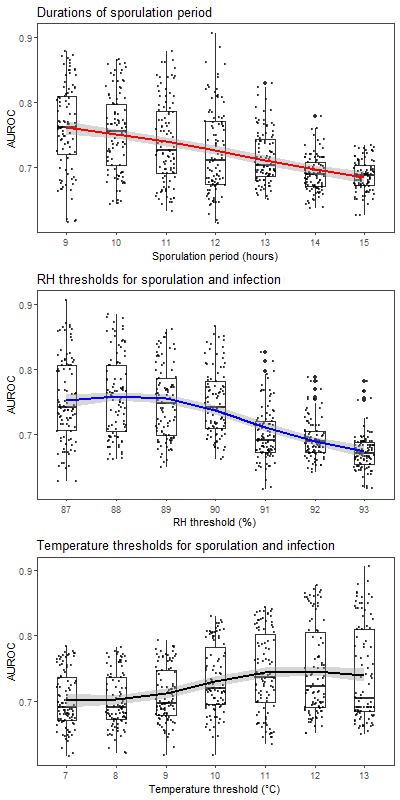 Durations of sporulation period
0.9
0.8
0.7
AUROC
9 10 11 12 13 14 15
Sporulation period (hours)
RH thresholds for sporulation and infection
0.9
0.8
0.7
AUROC
87 88 89 90 91 92 93
RH threshold (%)
Temperature thresholds for sporulation and infection
0.9
0.8
0.7
AUROC
7 8 9 10 11 12 13
Temperature threshold (°C)